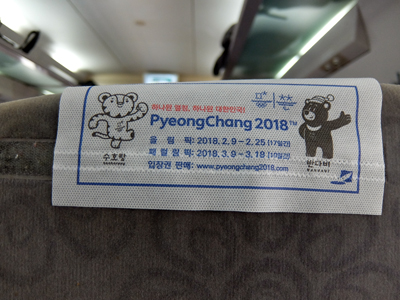 하나된 열정, 하나된 대한민국!
PyeongChang 2018™
올 림 픽: 2018. 2. 9 – 2. 25 [17일간]
패 럴 림 픽: 2018. 3. 9 – 3. 18 [10일간]
입장권 판매: www.pyeongchang2018.com
수호랑
SOOHORANG
반다비
BANDABI